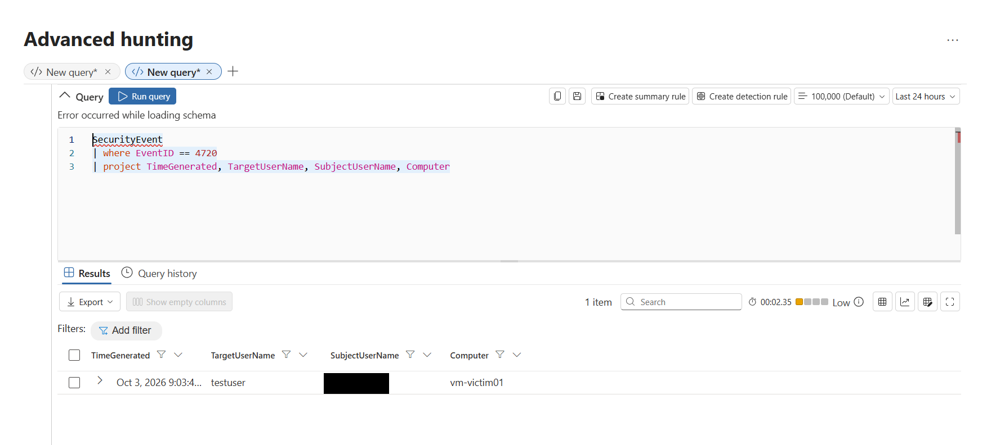 Advanced hunting
New query* New query*
Query Run query Create summary rule Create detection rule 100,000 (Default) Last 24 hours
Error occurred while loading schema
1 SecurityEvent
2 | where EventID == 4720
3 | project TimeGenerated, TargetUserName, SubjectUserName, Computer
Results Query history
Export Show empty columns 1 item Search 00:02.35 Low
Filters: Add filter
TimeGenerated TargetUserName SubjectUserName Computer
Oct 3, 2026 9:03:4... testuser vm-victim01